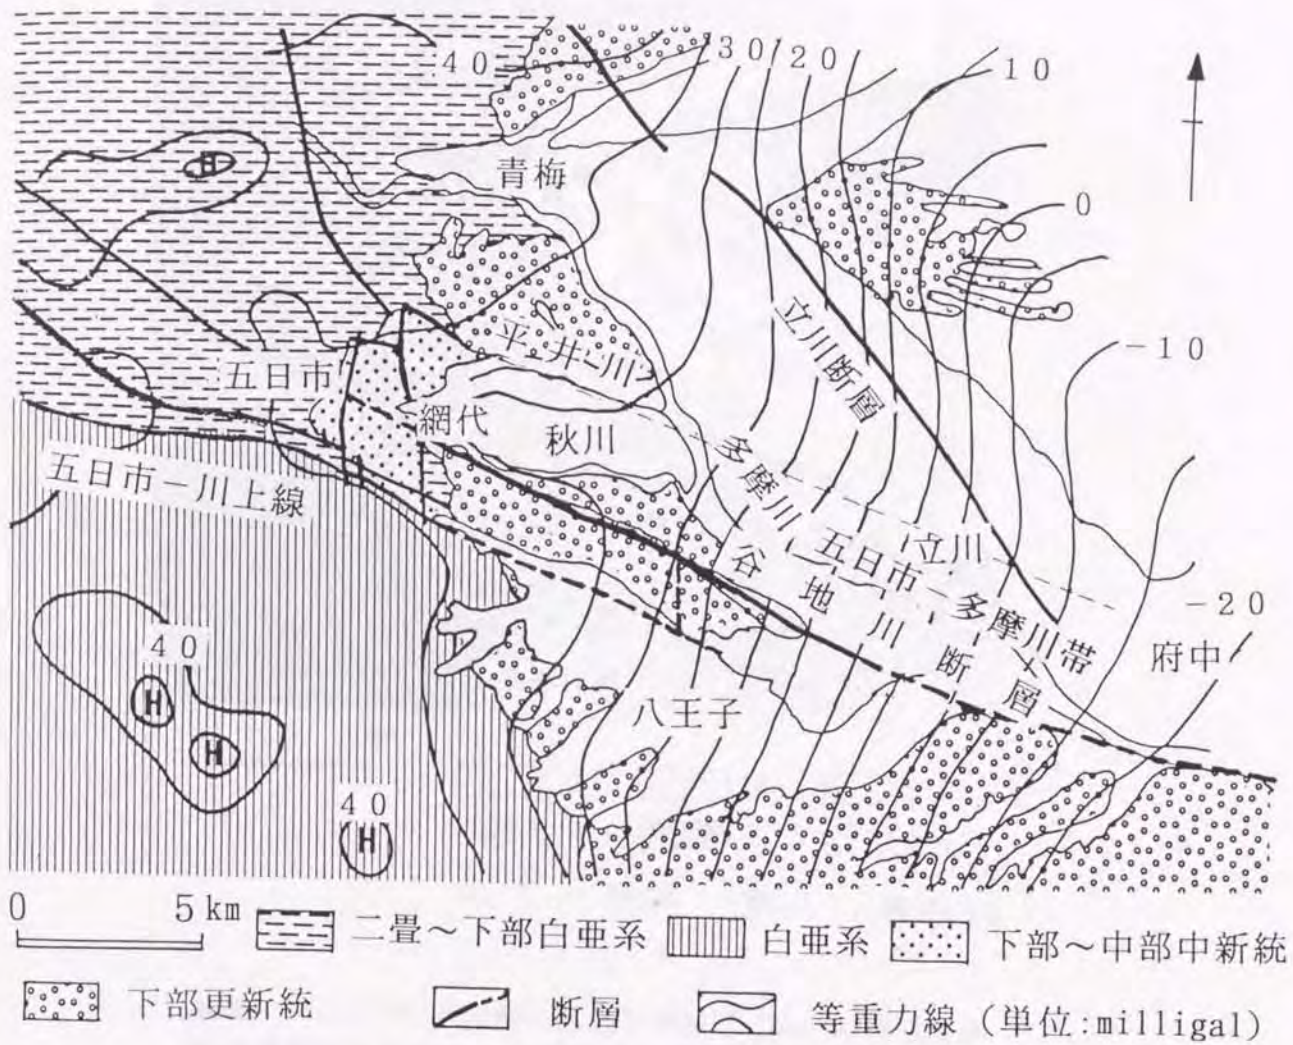 40
30
20
10
青梅
0
H
立川断層
-10
平井川
五日市
網代
秋川
多摩川
五日市-川上線
立川
五日市-多摩川帯
谷地川断層
-20
府中
40
H
H
八王子
40
H
0 5km
二畳～下部白亜系
白亜系
下部～中部中新統
下部更新統
断層
等重力線 (単位:milligal)